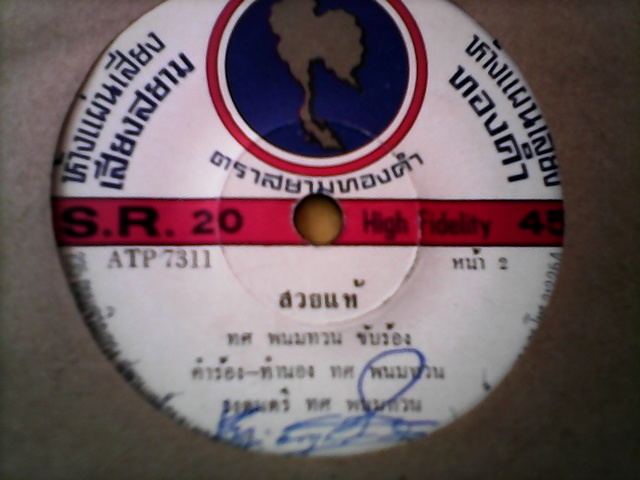 ห้างแผ่นเสียง
เสียงสยาม
ห้างแผ่นเสียง
ทองคำ
ตราสยามทองคำ
S.R. 20 High Fidelity 45
ATP 7311
หน้า 2
สวยแท้
ทศ พนมทวน ขับร้อง
คำร้อง-ทำนอง ทศ พนมทวน
วงดนตรี ทศ พนมทวน